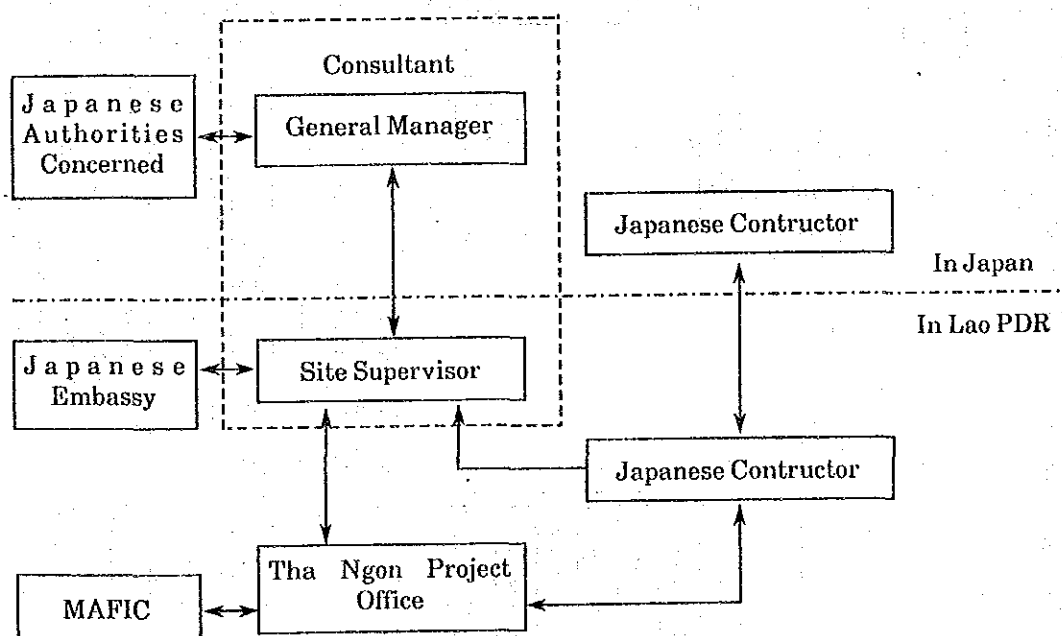 Consultant
Japanese
Authorities
Concerned
General Manager
Japanese Contructor
In Japan
In Lao PDR
Japanese
Embassy
Site Supervisor
Japanese Contructor
Tha Ngon Project
Office
MAFIC